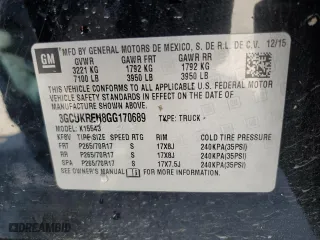 GM MFD BY GENERAL MOTORS DE MEXICO, S. DE R.L. DE C.V. 12/15
GVWR GAWR FRT GAWR RR
3221 KG 1792 KG 1792 KG
7100 LB 3950 LB 3950 LB
THIS VEHICLE CONFORMS TO ALL APPLICABLE U.S. FEDERAL
MOTOR VEHICLE SAFETY STANDARDS IN EFFECT ON THE DATE OF
MANUFACTURE SHOWN ABOVE.
3GCUKREH8GG170689 TYPE: TRUCK
K15543
TIRE SIZE SPEED RTG RIM COLD TIRE PRESSURE
FRT P265/70R17 S 17X8J 240KPA(35PSI)
RR P265/70R17 S 17X8J 240KPA(35PSI)
SPA P265/70R17 S 17X7.5J 240KPA(35PSI)
SEE OWNER'S MANUAL FOR ADDITIONAL INFORMATION.